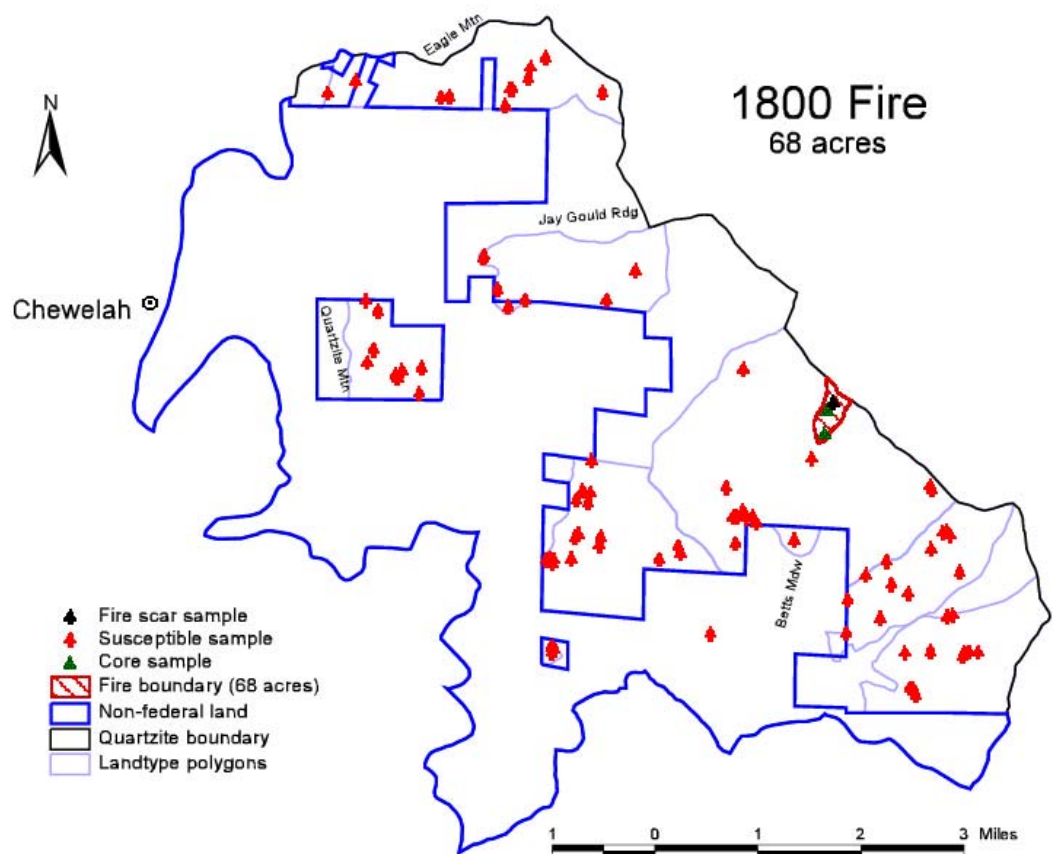 Eagle Mtn
N
1800 Fire
68 acres
Jay Gould Rdg
Chewelah
Quartzite Mtn
Betts Mdw
Fire scar sample
Susceptible sample
Core sample
Fire boundary (68 acres)
Non-federal land
Quartzite boundary
Landtype polygons
1 0 1 2 3 Miles